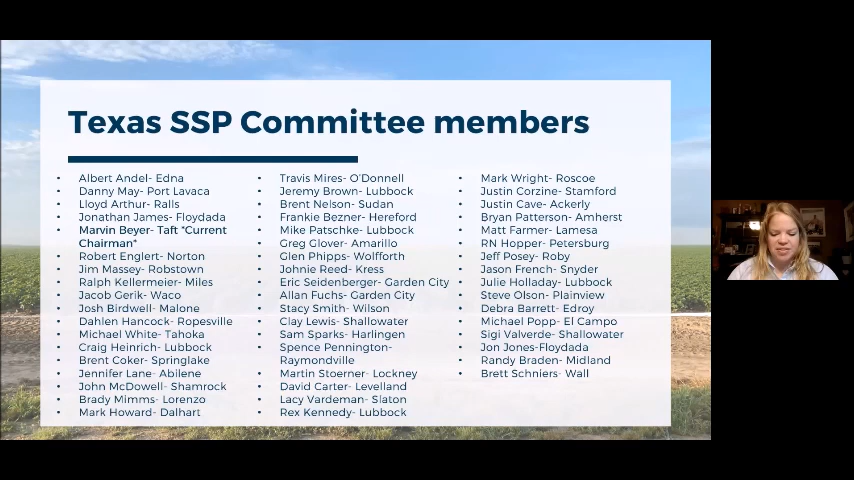 Texas SSP Committee members
• Albert Andel- Edna
• Danny May- Port Lavaca
• Lloyd Arthur- Ralls
• Jonathan James- Floydada
• Marvin Beyer- Taft *Current
Chairman*
• Robert Englert- Norton
• Jim Massey- Robstown
• Ralph Kellermeier- Miles
• Jacob Gerik- Waco
• Josh Birdwell- Malone
• Dahlen Hancock- Ropesville
• Michael White- Tahoka
• Craig Heinrich- Lubbock
• Brent Coker- Springlake
• Jennifer Lane- Abilene
• John McDowell- Shamrock
• Brady Mimms- Lorenzo
• Mark Howard- Dalhart
• Travis Mires- O'Donnell
• Jeremy Brown- Lubbock
• Brent Nelson- Sudan
• Frankie Bezner- Hereford
• Mike Patschke- Lubbock
• Greg Glover- Amarillo
• Glen Phipps- Wolfforth
• Johnie Reed- Kress
• Eric Seidenberger- Garden City
• Allan Fuchs- Garden City
• Stacy Smith- Wilson
• Clay Lewis- Shallowater
• Sam Sparks- Harlingen
• Spence Pennington-
Raymondville
• Martin Stoerner- Lockney
• David Carter- Levelland
• Lacy Vardeman- Slaton
• Rex Kennedy- Lubbock
• Mark Wright- Roscoe
• Justin Corzine- Stamford
• Justin Cave- Ackerly
• Bryan Patterson- Amherst
• Matt Farmer- Lamesa
• RN Hopper- Petersburg
• Jeff Posey- Roby
• Jason French- Snyder
• Julie Holladay- Lubbock
• Steve Olson- Plainview
• Debra Barrett- Edroy
• Michael Popp- El Campo
• Sigi Valverde- Shallowater
• Jon Jones-Floydada
• Randy Braden- Midland
• Brett Schniers- Wall